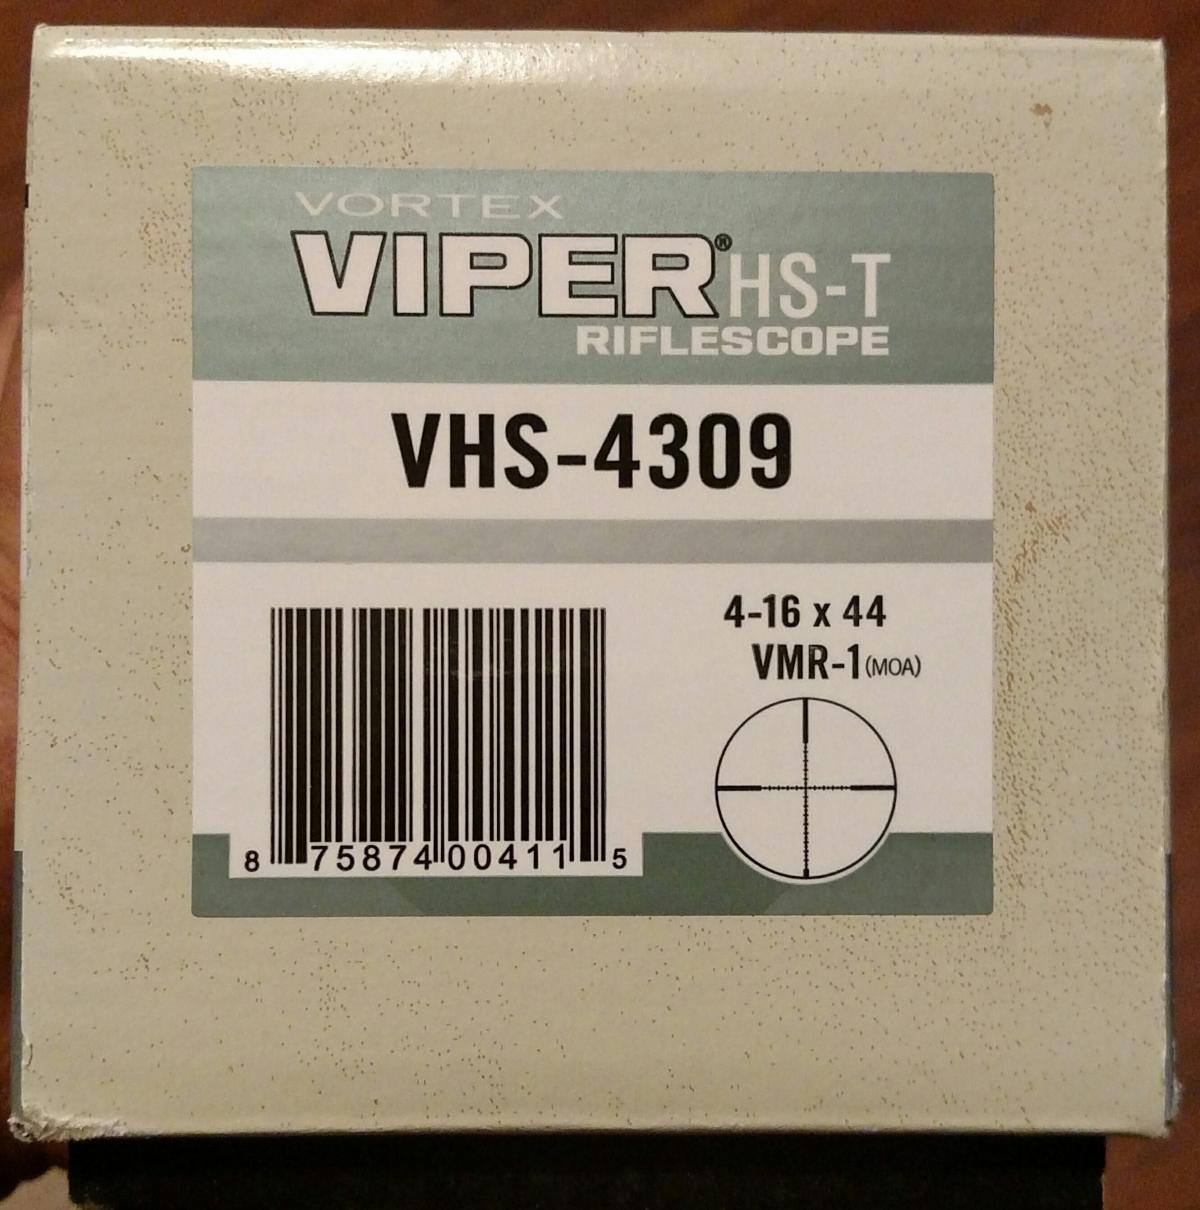 VORTEX
VIPER® HS-T
RIFLESCOPE
VHS-4309
4-16 x 44
VMR-1 (MOA)
8 75874 00411 5